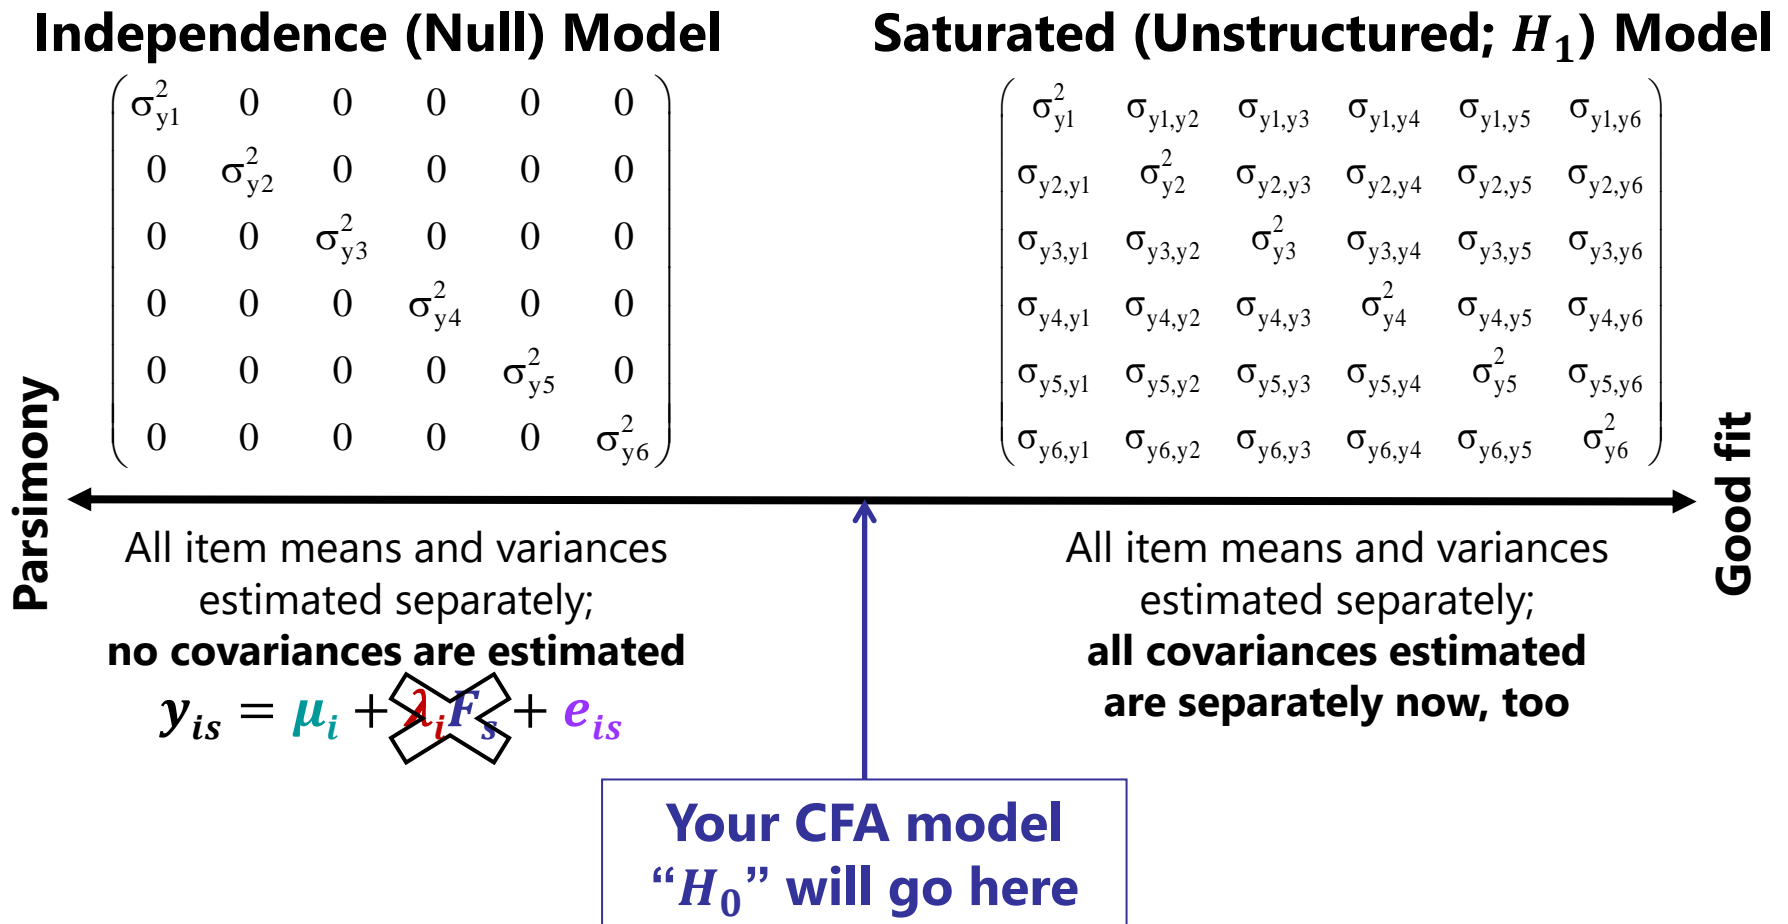 Independence (Null) Model
σ²y1 0 0 0 0 0
0 σ²y2 0 0 0 0
0 0 σ²y3 0 0 0
0 0 0 σ²y4 0 0
0 0 0 0 σ²y5 0
0 0 0 0 0 σ²y6
Saturated (Unstructured; H₁) Model
σ²y1 σy1,y2 σy1,y3 σy1,y4 σy1,y5 σy1,y6
σy2,y1 σ²y2 σy2,y3 σy2,y4 σy2,y5 σy2,y6
σy3,y1 σy3,y2 σ²y3 σy3,y4 σy3,y5 σy3,y6
σy4,y1 σy4,y2 σy4,y3 σ²y4 σy4,y5 σy4,y6
σy5,y1 σy5,y2 σy5,y3 σy5,y4 σ²y5 σy5,y6
σy6,y1 σy6,y2 σy6,y3 σy6,y4 σy6,y5 σ²y6
Parsimony
Good fit
All item means and variances
estimated separately;
no covariances are estimated
y_is = μ_i + λ_i F_s + e_is
All item means and variances
estimated separately;
all covariances estimated
are separately now, too
Your CFA model
“H₀” will go here